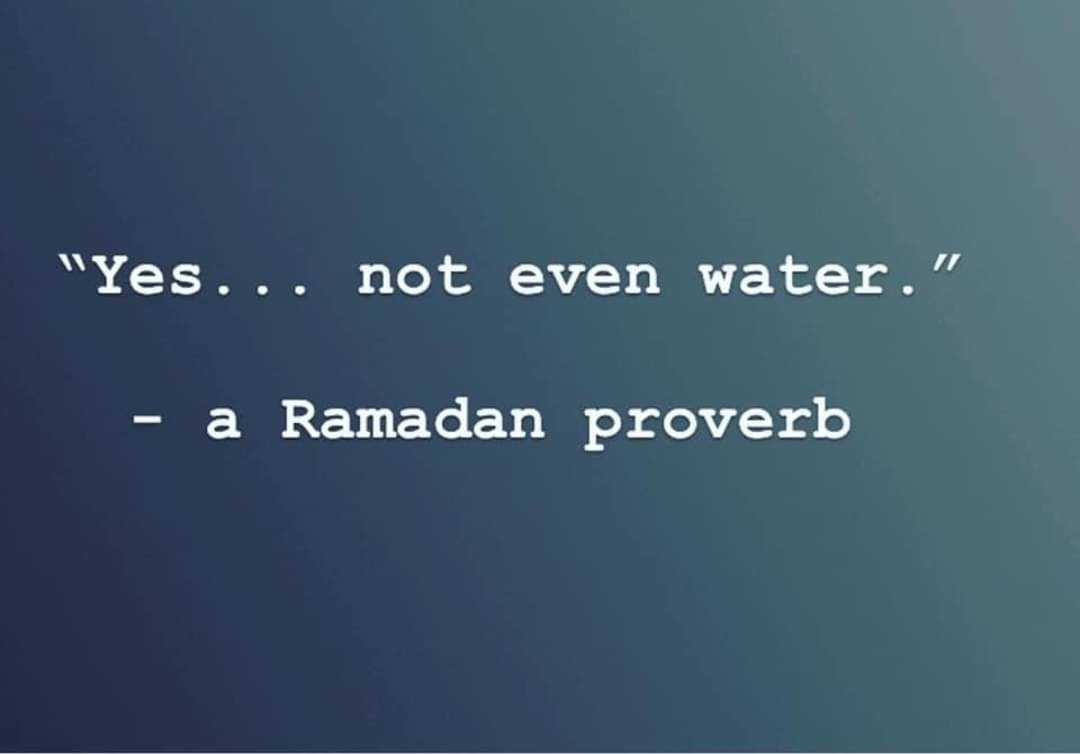 “Yes... not even water.”
- a Ramadan proverb